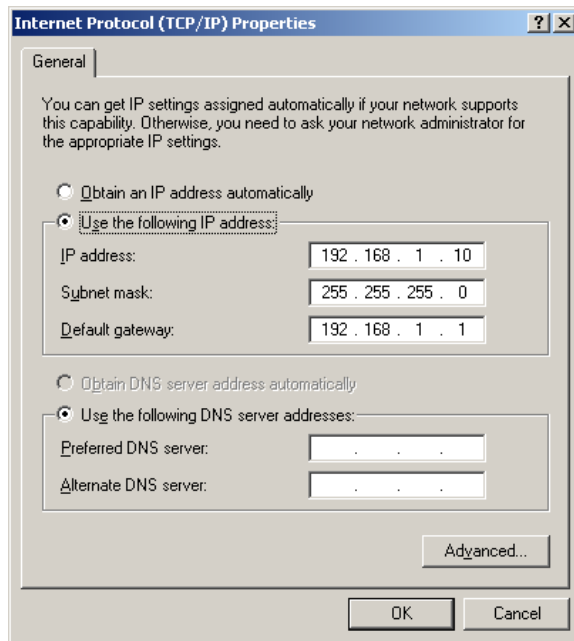 Internet Protocol (TCP/IP) Properties
General
You can get IP settings assigned automatically if your network supports
this capability. Otherwise, you need to ask your network administrator for
the appropriate IP settings.
Obtain an IP address automatically
Use the following IP address:
IP address: 192 . 168 . 1 . 10
Subnet mask: 255 . 255 . 255 . 0
Default gateway: 192 . 168 . 1 . 1
Obtain DNS server address automatically
Use the following DNS server addresses:
Preferred DNS server: . . .
Alternate DNS server: . . .
Advanced...
OK Cancel